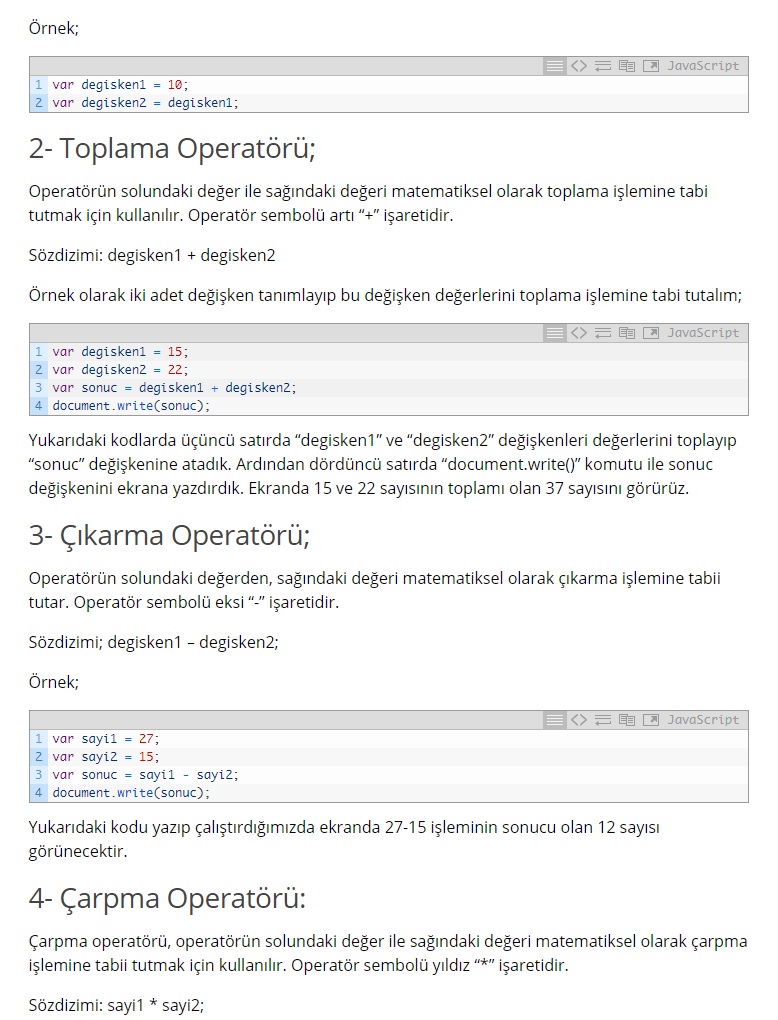 Örnek;
JavaScript
1 var degisken1 = 10;
2 var degisken2 = degisken1;
2- Toplama Operatörü;
Operatörün solundaki değer ile sağındaki değeri matematiksel olarak toplama işlemine tabi
tutmak için kullanılır. Operatör sembolü artı “+” işaretidir.
Sözdizimi: degisken1 + degisken2
Örnek olarak iki adet değişken tanımlayıp bu değişken değerlerini toplama işlemine tabi tutalım;
JavaScript
1 var degisken1 = 15;
2 var degisken2 = 22;
3 var sonuc = degisken1 + degisken2;
4 document.write(sonuc);
Yukarıdaki kodlarda üçüncü satırda “degisken1” ve “degisken2” değişkenleri değerlerini toplayıp
“sonuc” değişkenine atadık. Ardından dördüncü satırda “document.write()” komutu ile sonuc
değişkenini ekrana yazdırdık. Ekranda 15 ve 22 sayısının toplamı olan 37 sayısını görürüz.
3- Çıkarma Operatörü;
Operatörün solundaki değerden, sağındaki değeri matematiksel olarak çıkarma işlemine tabii
tutar. Operatör sembolü eksi “-” işaretidir.
Sözdizimi; degisken1 – degisken2;
Örnek;
JavaScript
1 var sayi1 = 27;
2 var sayi2 = 15;
3 var sonuc = sayi1 - sayi2;
4 document.write(sonuc);
Yukarıdaki kodu yazıp çalıştırdığımızda ekranda 27-15 işleminin sonucu olan 12 sayısı
görünecektir.
4- Çarpma Operatörü:
Çarpma operatörü, operatörün solundaki değer ile sağındaki değeri matematiksel olarak çarpma
işlemine tabii tutmak için kullanılır. Operatör sembolü yıldız “*” işaretidir.
Sözdizimi: sayi1 * sayi2;